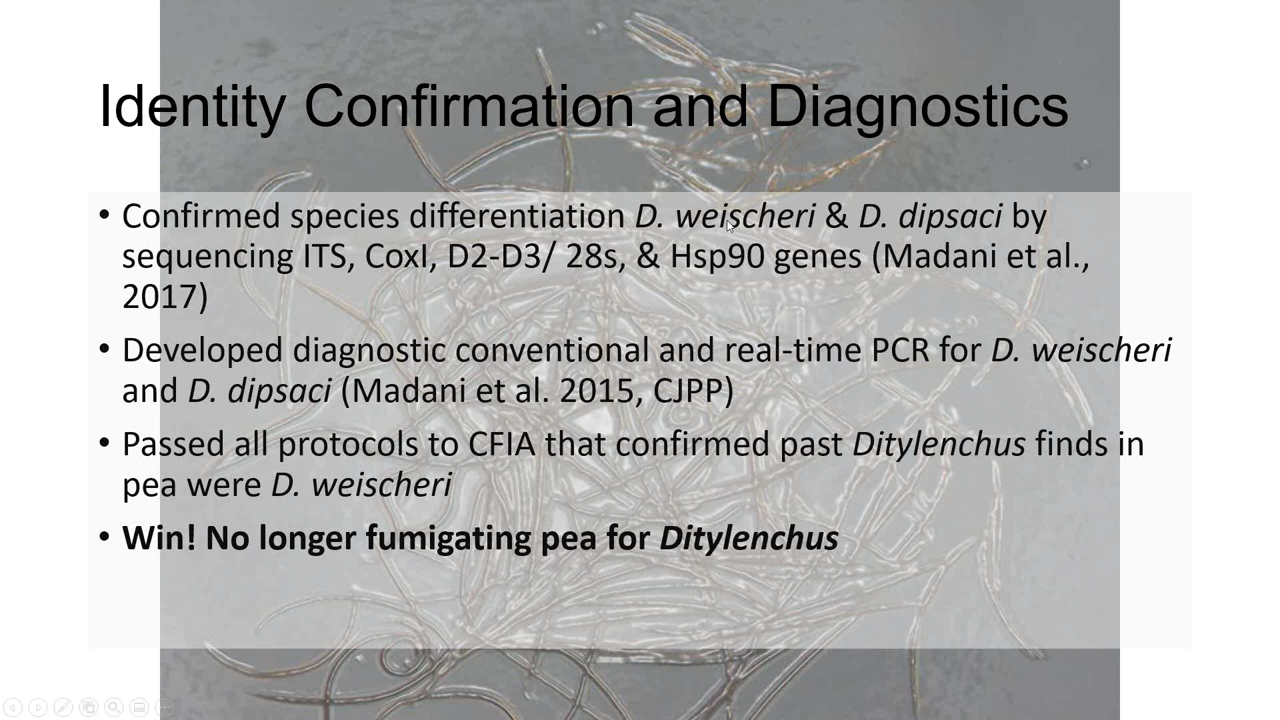 Identity Confirmation and Diagnostics
• Confirmed species differentiation D. weischeri & D. dipsaci by
sequencing ITS, CoxI, D2-D3/ 28s, & Hsp90 genes (Madani et al.,
2017)
• Developed diagnostic conventional and real-time PCR for D. weischeri
and D. dipsaci (Madani et al. 2015, CJPP)
• Passed all protocols to CFIA that confirmed past Ditylenchus finds in
pea were D. weischeri
• Win! No longer fumigating pea for Ditylenchus